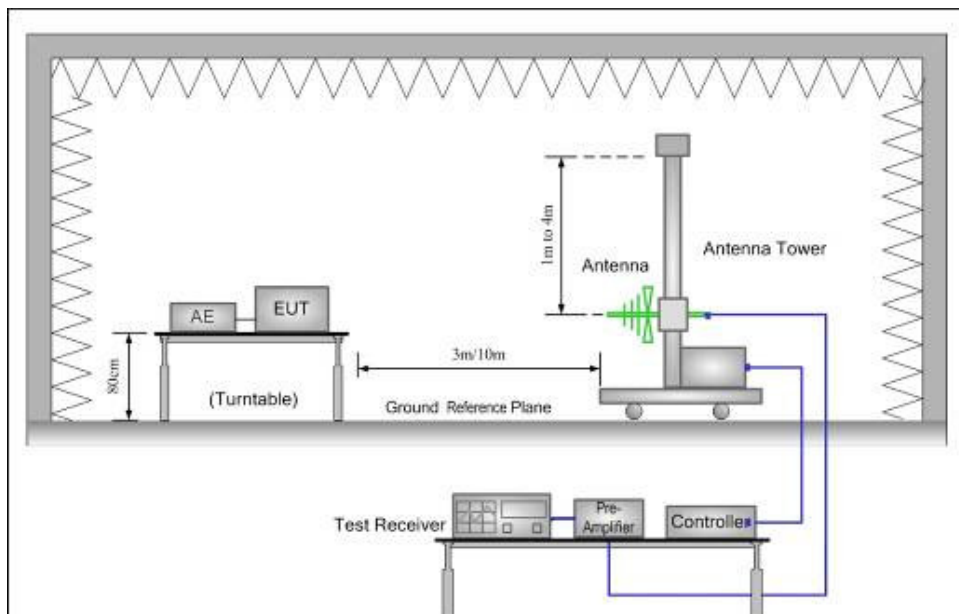 1m to 4m
Antenna
Antenna Tower
AE
EUT
80cm
(Turntable)
3m/10m
Ground Reference Plane
Test Receiver
Pre-
Amplifier
Controller